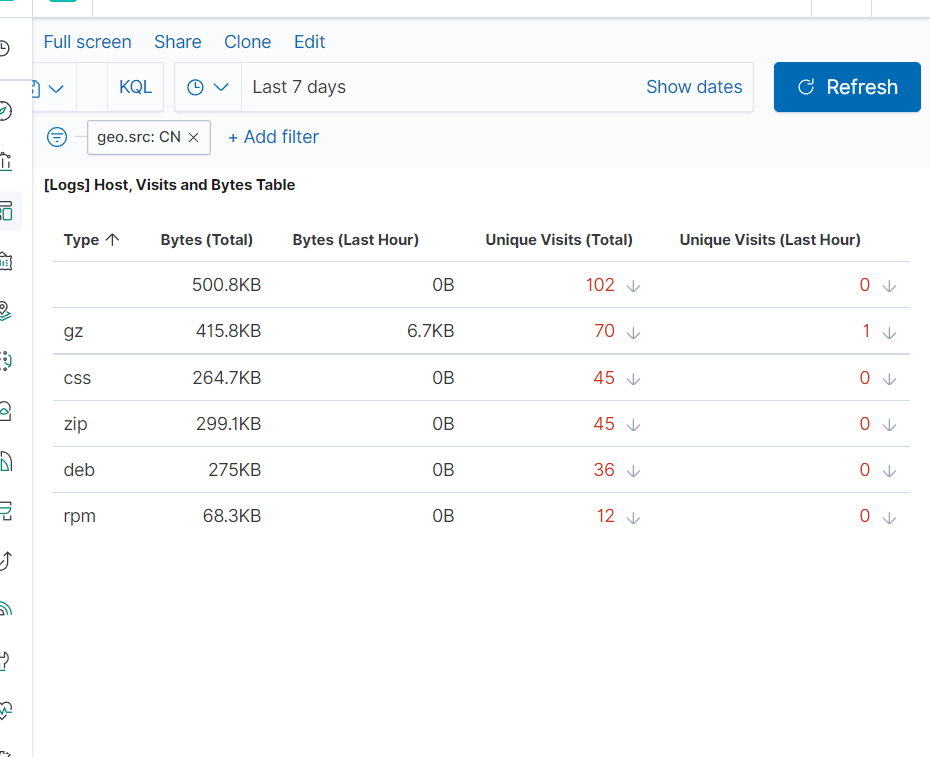 Full screen Share Clone Edit
KQL Last 7 days Show dates Refresh
geo.src: CN × + Add filter
[Logs] Host, Visits and Bytes Table
Type ↑ Bytes (Total) Bytes (Last Hour) Unique Visits (Total) Unique Visits (Last Hour)
500.8KB 0B 102 ↓ 0 ↓
gz 415.8KB 6.7KB 70 ↓ 1 ↓
css 264.7KB 0B 45 ↓ 0 ↓
zip 299.1KB 0B 45 ↓ 0 ↓
deb 275KB 0B 36 ↓ 0 ↓
rpm 68.3KB 0B 12 ↓ 0 ↓